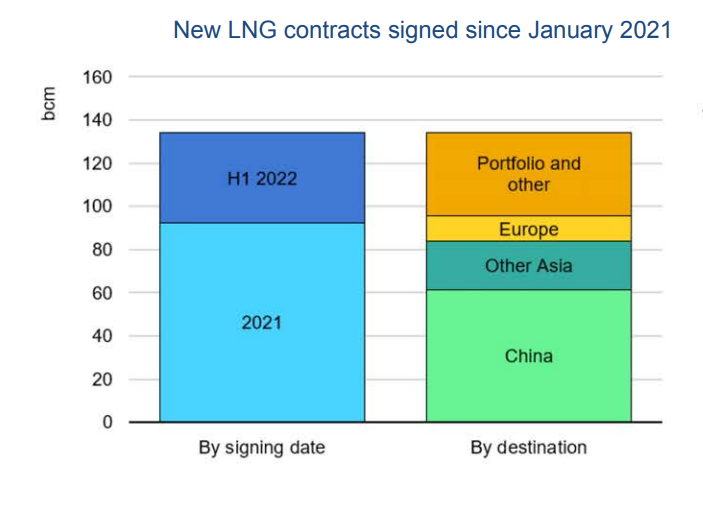 New LNG contracts signed since January 2021
bcm
160
140
120
100
80
60
40
20
0
H1 2022
2021
Portfolio and
other
Europe
Other Asia
China
By signing date
By destination